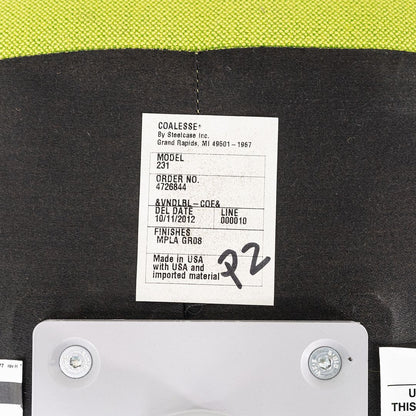 COALESSE®
By Steelcase Inc.
Grand Rapids, MI 49501-1967
MODEL
231
ORDER NO.
4726844
&VNDLBL-COE&
DEL DATE LINE
10/11/2012 000010
FINISHES
MPLA GR08
Made in USA
with USA and
imported material
P2
U
THIS